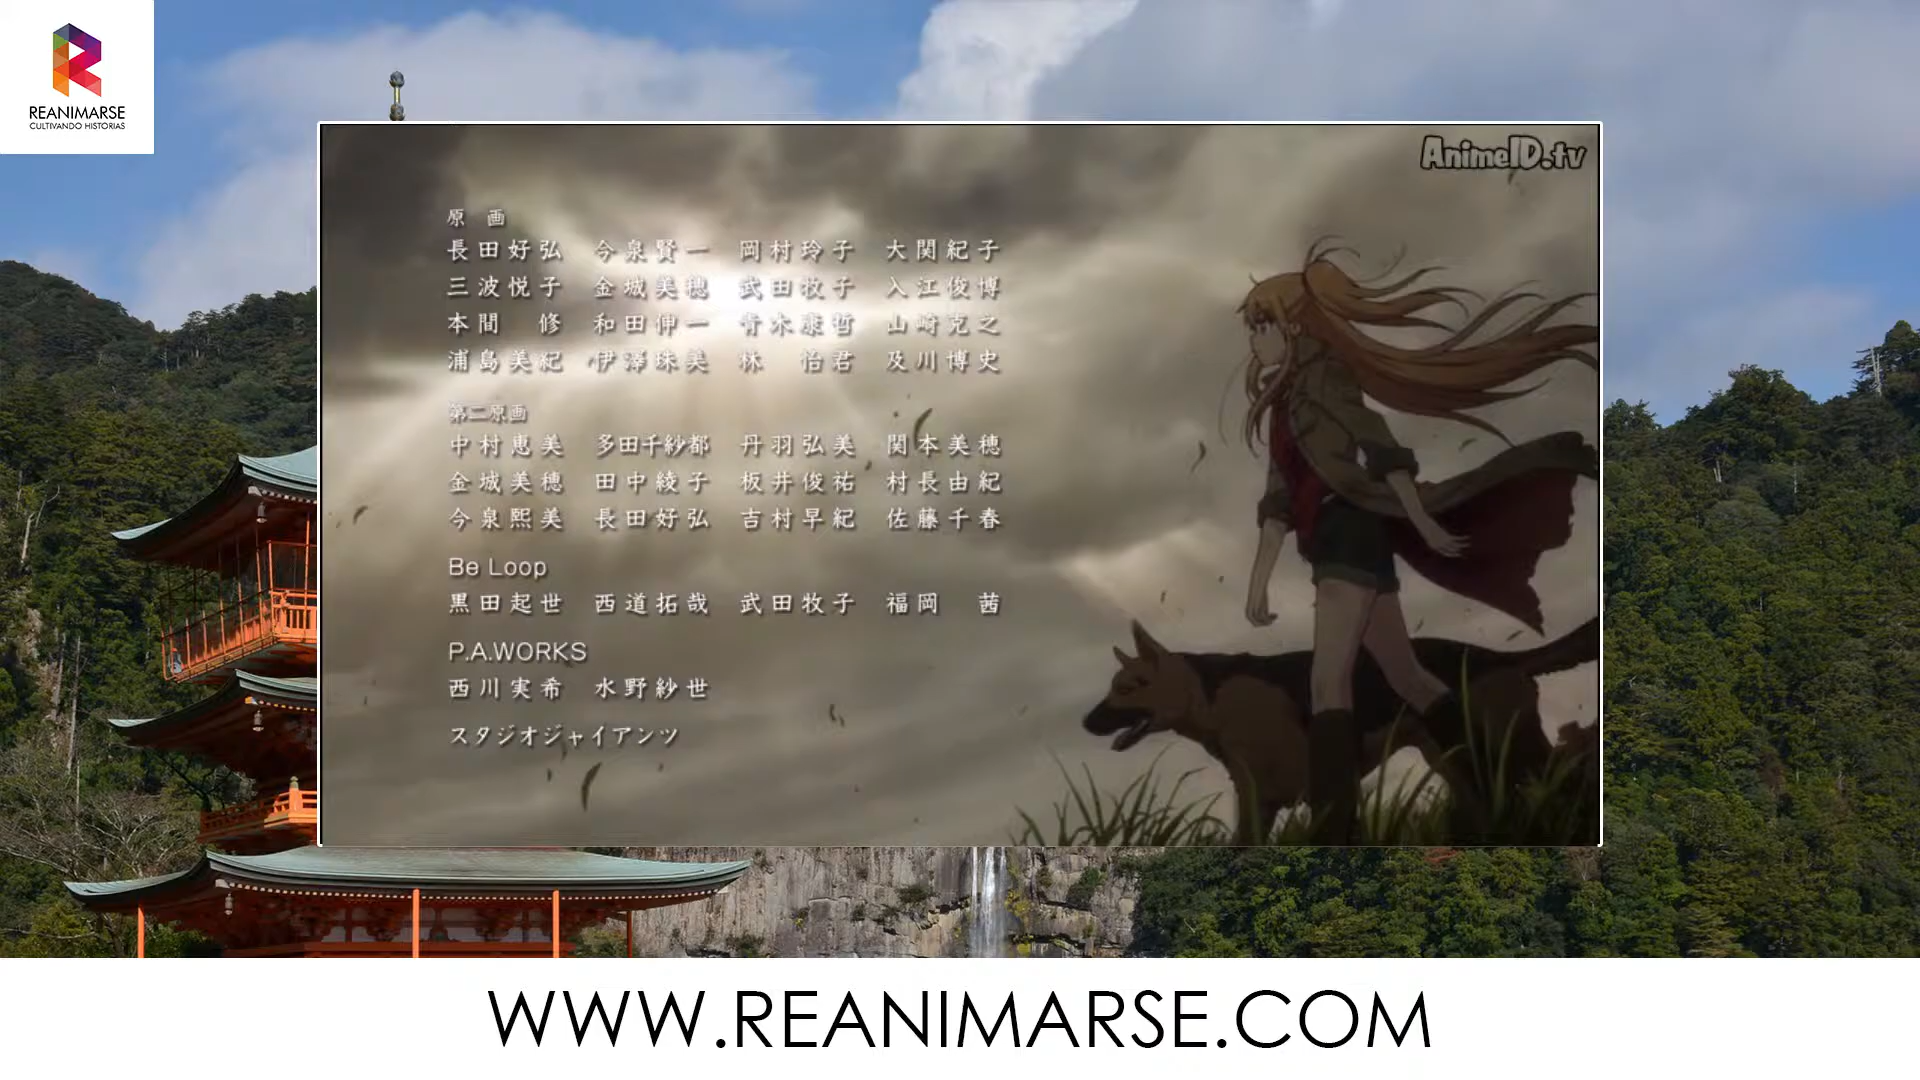 REANIMARSE
CULTIVANDO HISTORIAS
AnimeID.tv
原 画
長田好弘 今泉賢一 岡村玲子 大関紀子
三波悦子 金城美穂 武田牧子 入江俊博
本間 修 和田伸一 青木康哲 山崎克之
浦島美紀 伊澤珠美 林 怡君 及川博史
第二原画
中村恵美 多田千紗都 丹羽弘美 関本美穂
金城美穂 田中綾子 板井俊祐 村長由紀
今泉熙美 長田好弘 吉村早紀 佐藤千春
Be Loop
黒田起世 西道拓哉 武田牧子 福岡 茜
P.A.WORKS
西川実希 水野紗世
スタジオジャイアンツ
WWW.REANIMARSE.COM